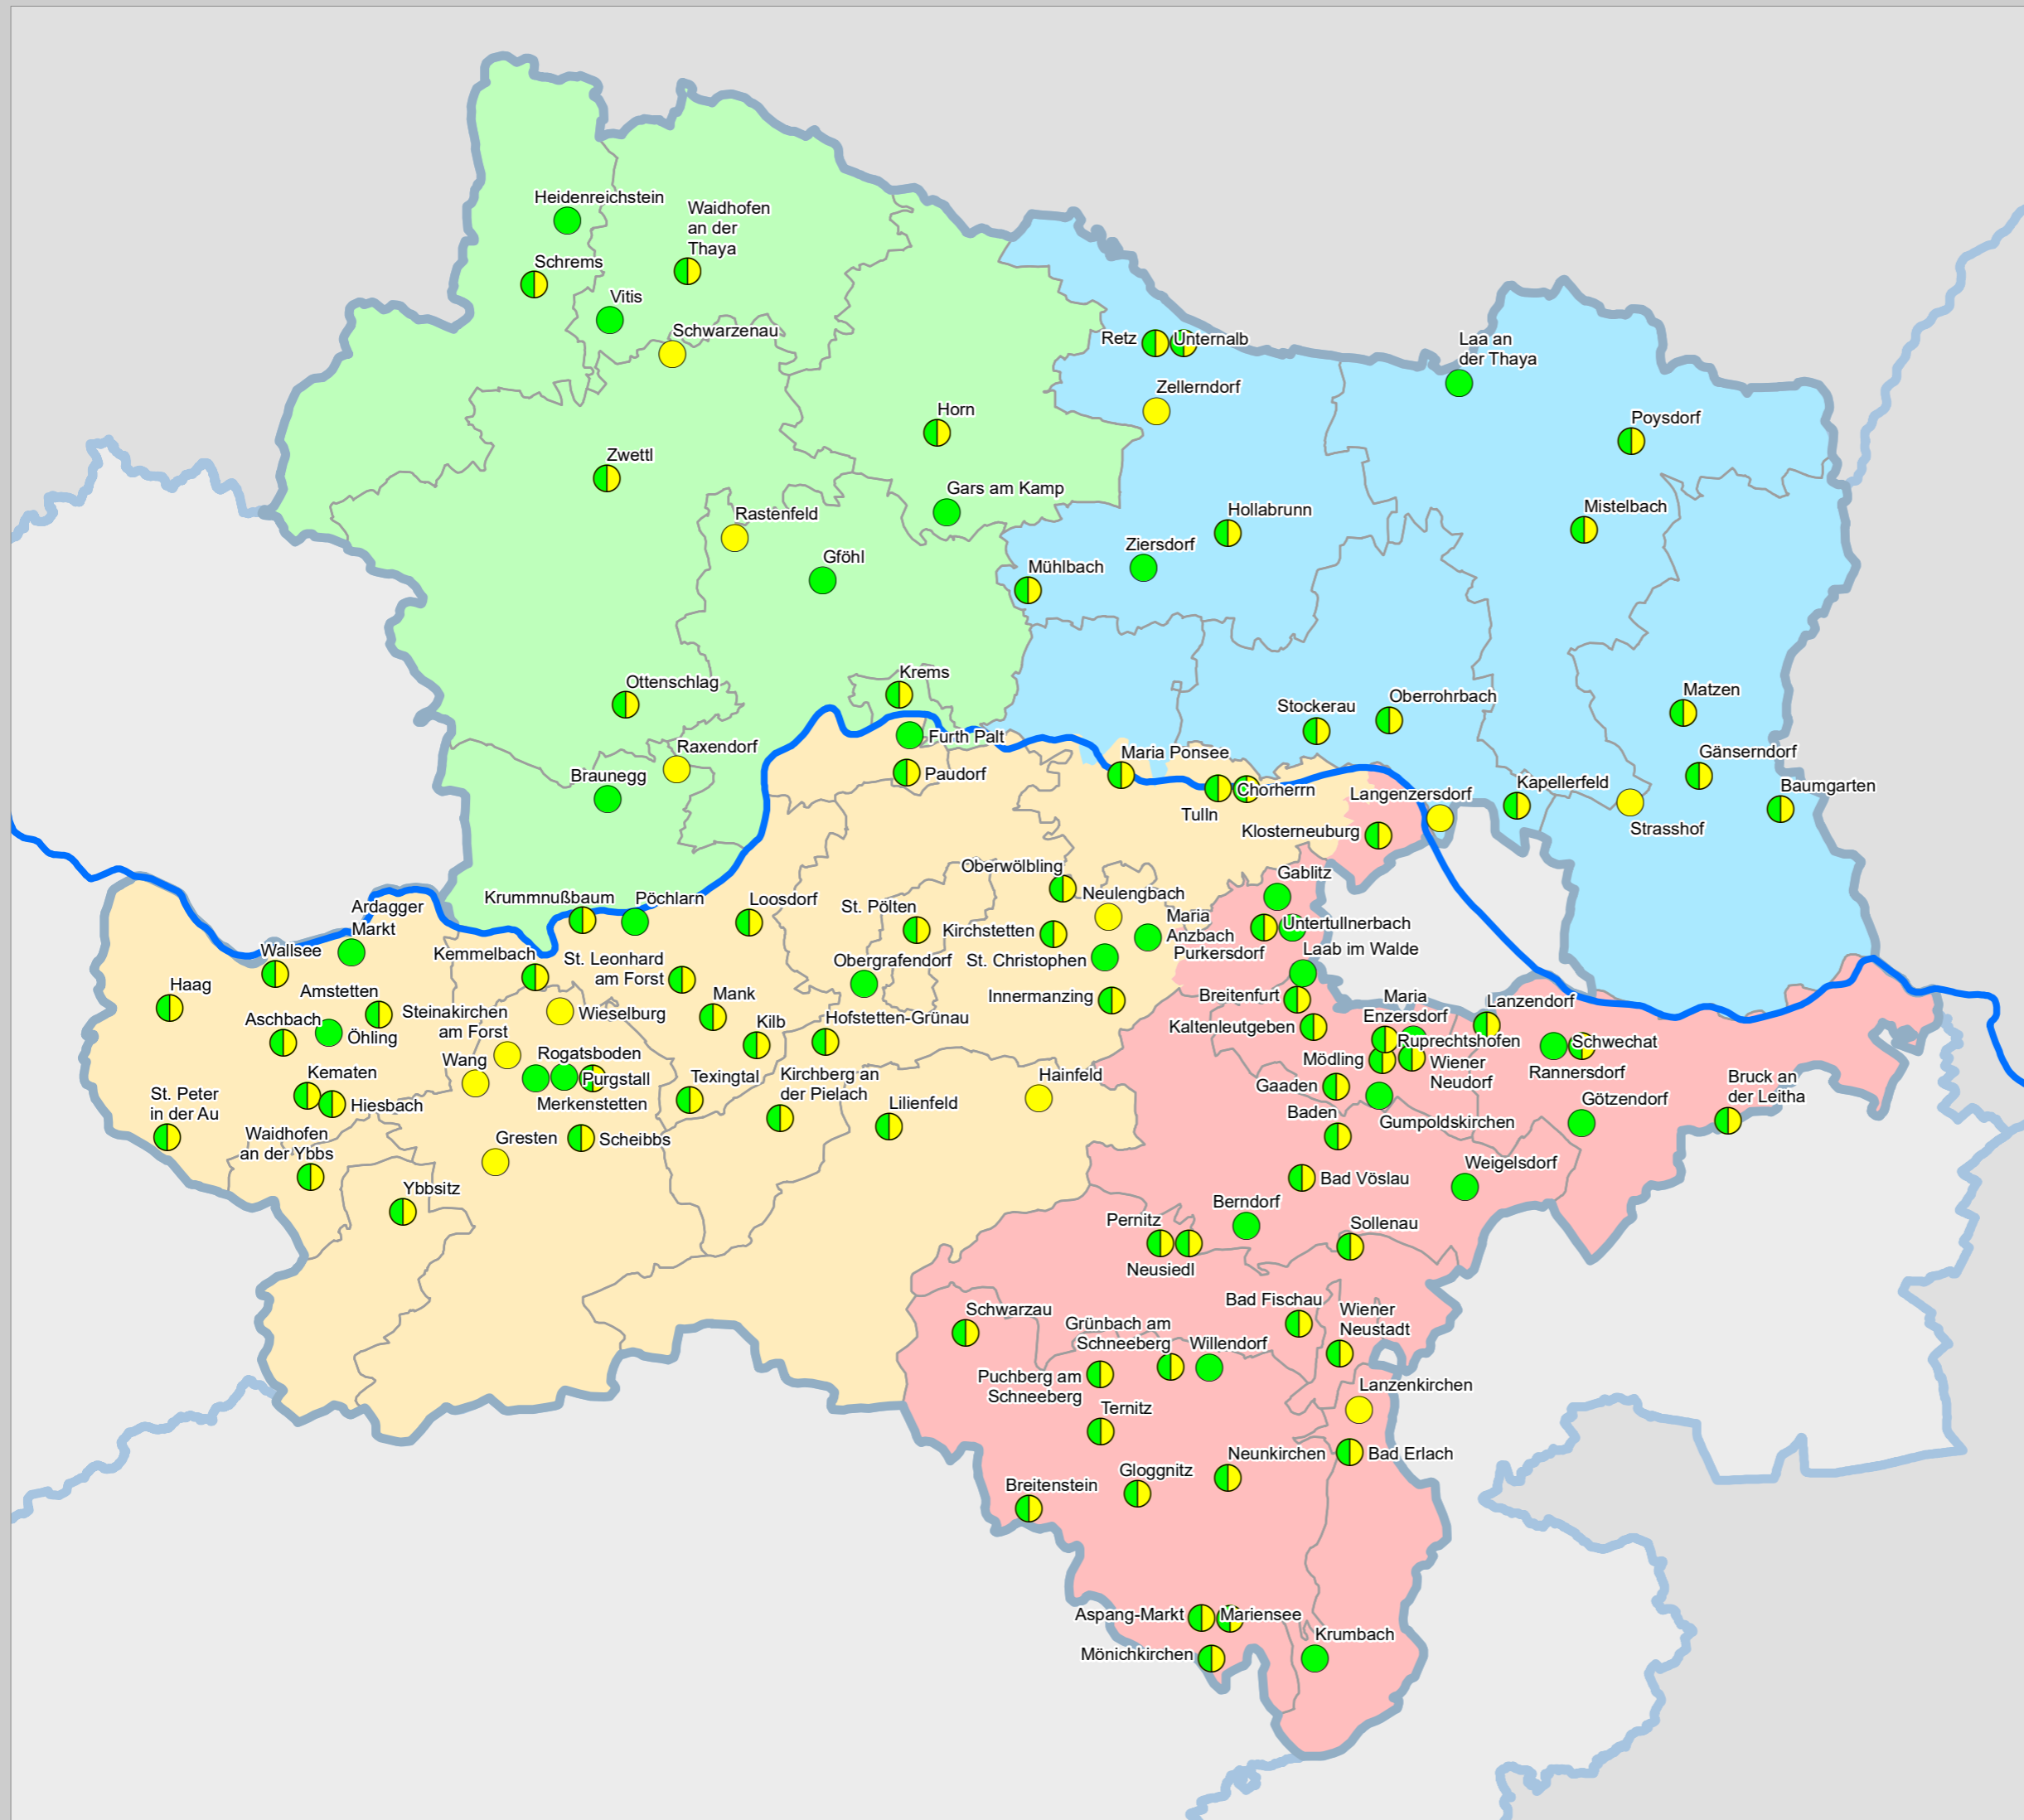 Heidenreichstein
Waidhofen
an der
Thaya
Schrems
Vitis
Schwarzenau
Retz
Unternalb
Laa an
der Thaya
Zellerndorf
Horn
Poysdorf
Zwettl
Gars am Kamp
Rastenfeld
Hollabrunn
Mistelbach
Ziersdorf
Gföhl
Mühlbach
Krems
Ottenschlag
Stockerau
Oberrohrbach
Matzen
Furth Palt
Raxendorf
Maria Ponsee
Gänserndorf
Braunegg
Paudorf
Kapellerfeld
Baumgarten
Chorherrn
Langenzersdorf
Tulln
Strasshof
Klosterneuburg
Oberwölbling
Gablitz
Neulengbach
Krummnußbaum
Pöchlarn
Loosdorf
St. Pölten
Ardagger
Markt
Kirchstetten
Maria
Anzbach
Untertullnerbach
Purkersdorf
Wallsee
Kemmelbach
St. Leonhard
am Forst
Obergrafendorf
St. Christophen
Laab im Walde
Haag
Amstetten
Mank
Innermanzing
Breitenfurt
Maria
Enzersdorf
Lanzendorf
Steinakirchen
am Forst
Wieselburg
Aschbach
Öhling
Kilb
Hofstetten-Grünau
Kaltenleutgeben
Ruprechtshofen
Schwechat
Wang
Rogatsboden
Mödling
Wiener
Neudorf
Rannersdorf
Kematen
Purgstall
Texingtal
Kirchberg an
der Pielach
Hainfeld
Gaaden
Bruck an
der Leitha
St. Peter
in der Au
Hiesbach
Merkenstetten
Lilienfeld
Baden
Gumpoldskirchen
Götzendorf
Waidhofen
an der Ybbs
Gresten
Scheibbs
Weigelsdorf
Bad Vöslau
Ybbsitz
Berndorf
Pernitz
Sollenau
Neusiedl
Schwarzau
Bad Fischau
Wiener
Neustadt
Grünbach am
Schneeberg
Willendorf
Puchberg am
Schneeberg
Lanzenkirchen
Ternitz
Neunkirchen
Bad Erlach
Gloggnitz
Breitenstein
Aspang-Markt
Mariensee
Krumbach
Mönichkirchen